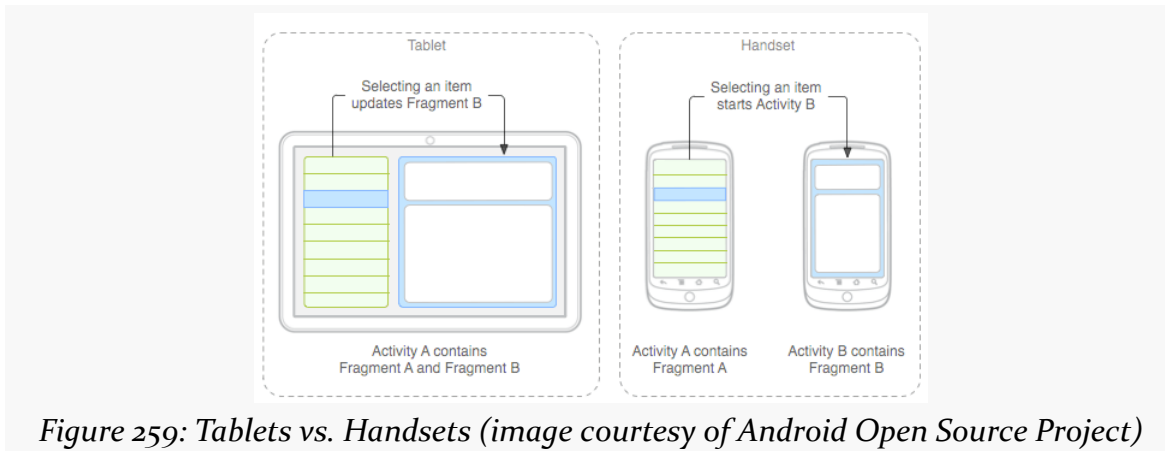 Tablet
Selecting an item
updates Fragment B
Activity A contains
Fragment A and Fragment B
Handset
Selecting an item
starts Activity B
Activity A contains
Fragment A
Activity B contains
Fragment B
Figure 259: Tablets vs. Handsets (image courtesy of Android Open Source Project)